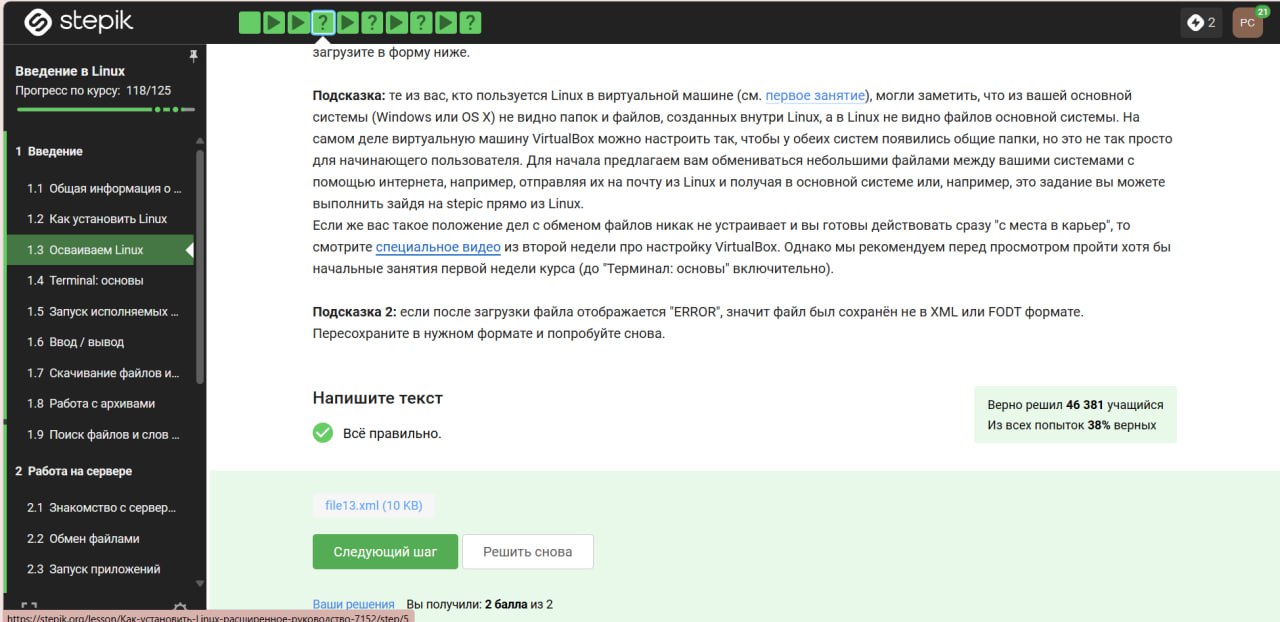 stepik
?
?
?
?
2
РС
21
Введение в Linux
Прогресс по курсу: 118/125
1 Введение
1.1 Общая информация о ...
1.2 Как установить Linux
1.3 Осваиваем Linux
1.4 Terminal: основы
1.5 Запуск исполняемых ...
1.6 Ввод / вывод
1.7 Скачивание файлов и...
1.8 Работа с архивами
1.9 Поиск файлов и слов ...
2 Работа на сервере
2.1 Знакомство с сервер...
2.2 Обмен файлами
2.3 Запуск приложений
загрузите в форму ниже.
Подсказка: те из вас, кто пользуется Linux в виртуальной машине (см. первое занятие), могли заметить, что из вашей основной
системы (Windows или OS X) не видно папок и файлов, созданных внутри Linux, а в Linux не видно файлов основной системы. На
самом деле виртуальную машину VirtualBox можно настроить так, чтобы у обеих систем появились общие папки, но это не так просто
для начинающего пользователя. Для начала предлагаем вам обмениваться небольшими файлами между вашими системами с
помощью интернета, например, отправляя их на почту из Linux и получая в основной системе или, например, это задание вы можете
выполнить зайдя на stepic прямо из Linux.
Если же вас такое положение дел с обменом файлов никак не устраивает и вы готовы действовать сразу "с места в карьер", то
смотрите специальное видео из второй недели про настройку VirtualBox. Однако мы рекомендуем перед просмотром пройти хотя бы
начальные занятия первой недели курса (до "Терминал: основы" включительно).
Подсказка 2: если после загрузки файла отображается "ERROR", значит файл был сохранён не в XML или FODT формате.
Пересохраните в нужном формате и попробуйте снова.
Напишите текст
Всё правильно.
Верно решил 46 381 учащийся
Из всех попыток 38% верных
file13.xml (10 KB)
Следующий шаг
Решить снова
Ваши решения Вы получили: 2 балла из 2
https://stepik.org/lesson/Как-установить-Linux-расширенное-руководство-7152/step/5